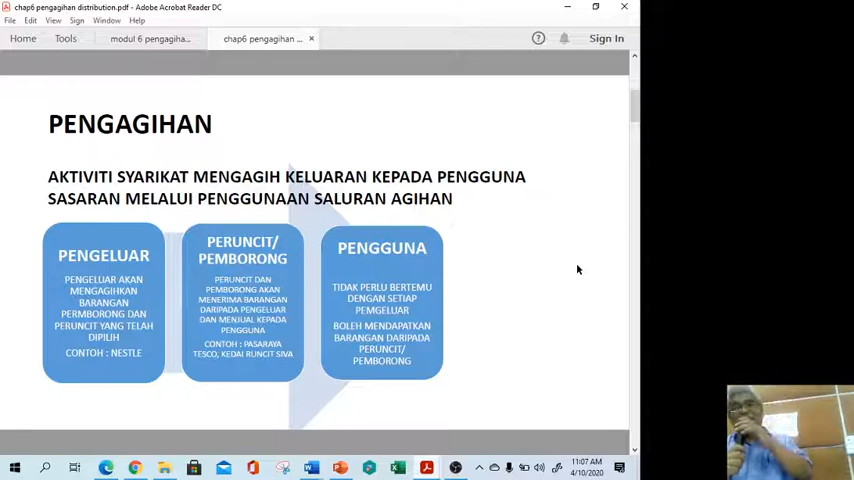 chap6 pengagihan distribution.pdf - Adobe Acrobat Reader DC
File Edit View Sign Window Help
Home Tools modul 6 pengagiha... chap6 pengagihan ... × Sign In
PENGAGIHAN
AKTIVITI SYARIKAT MENGAGIH KELUARAN KEPADA PENGGUNA
SASARAN MELALUI PENGGUNAAN SALURAN AGIHAN
PENGELUAR
PENGELUAR AKAN
MENGAGIHKAN
BARANGAN
PERMBORONG DAN
PERUNCIT YANG TELAH
DIPILIH
CONTOH : NESTLE
PERUNCIT/
PEMBORONG
PERUNCIT DAN
PEMBORONG AKAN
MENERIMA BARANGAN
DARIPADA PENGELUAR
DAN MENJUAL KEPADA
PENGGUNA
CONTOH : PASARAYA
TESCO, KEDAI RUNCIT SIVA
PENGGUNA
TIDAK PERLU BERTEMU
DENGAN SETIAP
PEMGELUAR
BOLEH MENDAPATKAN
BARANGAN DARIPADA
PERUNCIT/
PEMBORONG
11:07 AM
4/10/2020